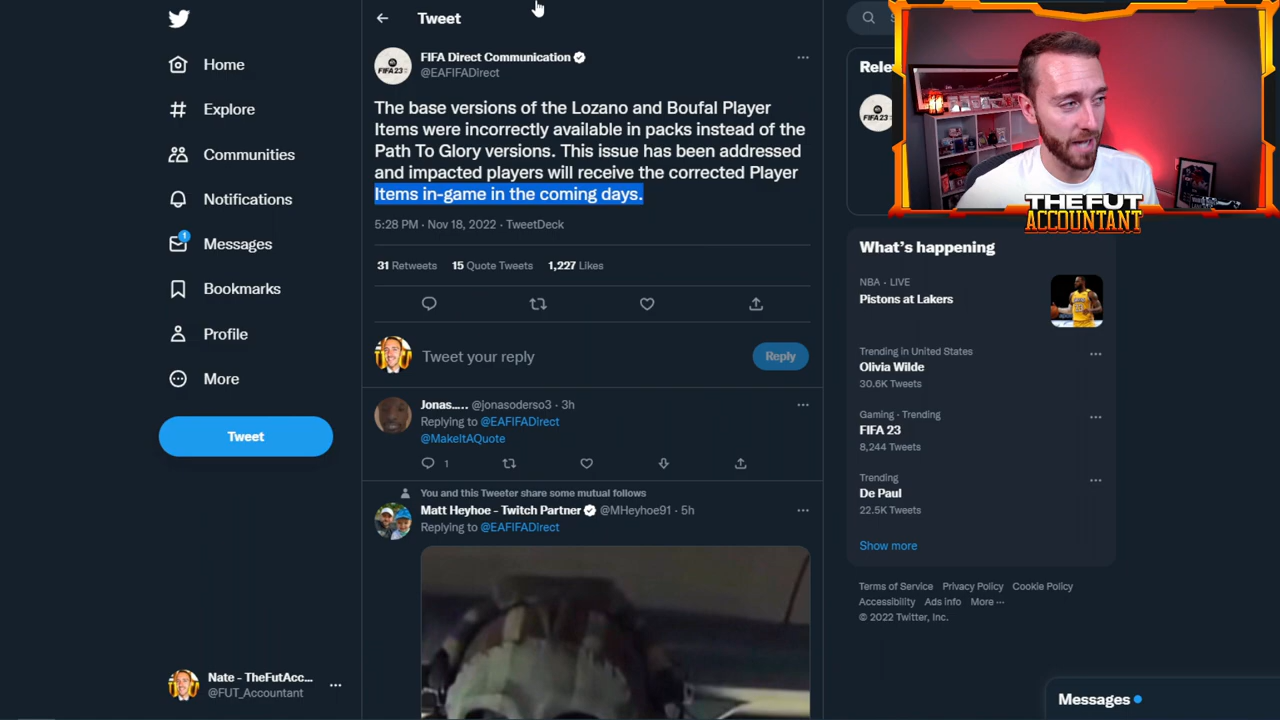 Home
Explore
Communities
Notifications
1
Messages
Bookmarks
Profile
More
Tweet
Nate - TheFutAcc...
@FUT_Accountant
Tweet
FIFA Direct Communication
@EAFIFADirect
The base versions of the Lozano and Boufal Player
Items were incorrectly available in packs instead of the
Path To Glory versions. This issue has been addressed
and impacted players will receive the corrected Player
Items in-game in the coming days.
5:28 PM · Nov 18, 2022 · TweetDeck
31 Retweets 15 Quote Tweets 1,227 Likes
Tweet your reply
Reply
Jonas..... @jonasoderso3 · 3h
Replying to @EAFIFADirect
@MakeItAQuote
1
You and this Tweeter share some mutual follows
Matt Heyhoe - Twitch Partner @MHeyhoe91 · 5h
Replying to @EAFIFADirect
THE FUT
ACCOUNTANT
What's happening
NBA · LIVE
Pistons at Lakers
Trending in United States
Olivia Wilde
30.6K Tweets
Gaming · Trending
FIFA 23
8,244 Tweets
Trending
De Paul
22.5K Tweets
Show more
Terms of Service Privacy Policy Cookie Policy
Accessibility Ads info More ···
© 2022 Twitter, Inc.
Messages